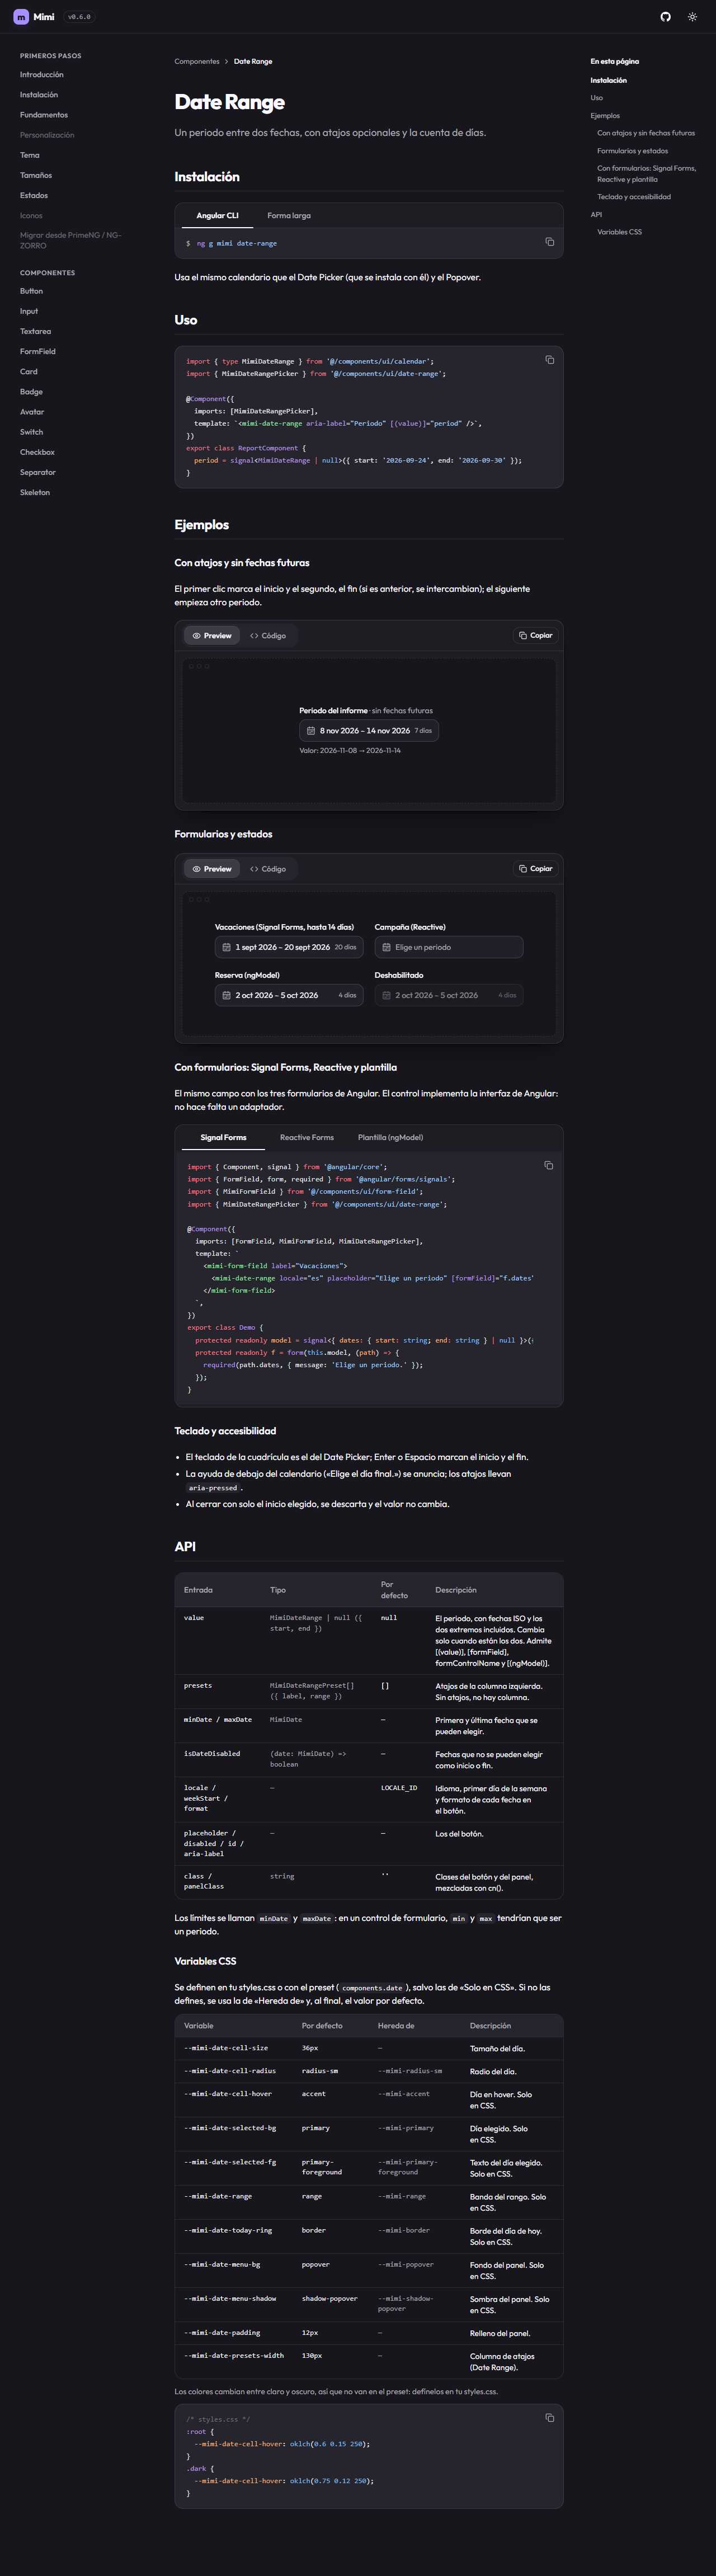 m Mimi v0.6.0
PRIMEROS PASOS
Introducción
Instalación
Fundamentos
Personalización
Tema
Tamaños
Estados
Iconos
Migrar desde PrimeNG / NG-
ZORRO
COMPONENTES
Button
Input
Textarea
FormField
Card
Badge
Avatar
Switch
Checkbox
Separator
Skeleton
Componentes > Date Range
Date Range
Un periodo entre dos fechas, con atajos opcionales y la cuenta de días.
Instalación
Angular CLI Forma larga
$ ng g mimi date-range
Usa el mismo calendario que el Date Picker (que se instala con él) y el Popover.
Uso
import { type MimiDateRange } from '@/components/ui/calendar';
import { MimiDateRangePicker } from '@/components/ui/date-range';
@Component({
imports: [MimiDateRangePicker],
template: `<mimi-date-range aria-label="Periodo" [(value)]="period" />`,
})
export class ReportComponent {
period = signal<MimiDateRange | null>({ start: '2026-09-24', end: '2026-09-30' });
}
Ejemplos
Con atajos y sin fechas futuras
El primer clic marca el inicio y el segundo, el fin (si es anterior, se intercambian); el siguiente
empieza otro periodo.
Preview Código Copiar
Periodo del informe · sin fechas futuras
8 nov 2026 – 14 nov 2026 7 días
Valor: 2026-11-08 → 2026-11-14
Formularios y estados
Preview Código Copiar
Vacaciones (Signal Forms, hasta 14 días) Campaña (Reactive)
1 sept 2026 – 20 sept 2026 20 días Elige un periodo
Reserva (ngModel) Deshabilitado
2 oct 2026 – 5 oct 2026 4 días 2 oct 2026 – 5 oct 2026 4 días
Con formularios: Signal Forms, Reactive y plantilla
El mismo campo con los tres formularios de Angular. El control implementa la interfaz de Angular:
no hace falta un adaptador.
Signal Forms Reactive Forms Plantilla (ngModel)
import { Component, signal } from '@angular/core';
import { FormField, form, required } from '@angular/forms/signals';
import { MimiFormField } from '@/components/ui/form-field';
import { MimiDateRangePicker } from '@/components/ui/date-range';
@Component({
imports: [FormField, MimiFormField, MimiDateRangePicker],
template: `
<mimi-form-field label="Vacaciones">
<mimi-date-range locale="es" placeholder="Elige un periodo" [formField]="f.dates"
</mimi-form-field>
`,
})
export class Demo {
protected readonly model = signal<{ dates: { start: string; end: string } | null }>({
protected readonly f = form(this.model, (path) => {
required(path.dates, { message: 'Elige un periodo.' });
});
}
Teclado y accesibilidad
• El teclado de la cuadrícula es el del Date Picker; Enter o Espacio marcan el inicio y el fin.
• La ayuda de debajo del calendario («Elige el día final.») se anuncia; los atajos llevan
aria-pressed.
• Al cerrar con solo el inicio elegido, se descarta y el valor no cambia.
API
Entrada Tipo Por defecto Descripción
value MimiDateRange | null ({ start, end }) null El periodo, con fechas ISO y los dos extremos incluidos. Cambia solo cuando están los dos. Admite [(value)], [formField], formControlName y [(ngModel)].
presets MimiDateRangePreset[] ({ label, range }) [] Atajos de la columna izquierda. Sin atajos, no hay columna.
minDate / maxDate MimiDate — Primera y última fecha que se pueden elegir.
isDateDisabled (date: MimiDate) => boolean — Fechas que no se pueden elegir como inicio o fin.
locale / weekStart / format — LOCALE_ID Idioma, primer día de la semana y formato de cada fecha en el botón.
placeholder / disabled / id / aria-label — — Los del botón.
class / panelClass string '' Clases del botón y del panel, mezcladas con cn().
Los límites se llaman minDate y maxDate: en un control de formulario, min y max tendrían que ser
un periodo.
Variables CSS
Se definen en tu styles.css o con el preset (components.date), salvo las de «Solo en CSS». Si no las
defines, se usa la de «Hereda de» y, al final, el valor por defecto.
Variable Por defecto Hereda de Descripción
--mimi-date-cell-size 36px — Tamaño del día.
--mimi-date-cell-radius radius-sm --mimi-radius-sm Radio del día.
--mimi-date-cell-hover accent --mimi-accent Día en hover. Solo en CSS.
--mimi-date-selected-bg primary --mimi-primary Día elegido. Solo en CSS.
--mimi-date-selected-fg primary-foreground --mimi-primary-foreground Texto del día elegido. Solo en CSS.
--mimi-date-range range --mimi-range Banda del rango. Solo en CSS.
--mimi-date-today-ring border --mimi-border Borde del día de hoy. Solo en CSS.
--mimi-date-menu-bg popover --mimi-popover Fondo del panel. Solo en CSS.
--mimi-date-menu-shadow shadow-popover --mimi-shadow-popover Sombra del panel. Solo en CSS.
--mimi-date-padding 12px — Relleno del panel.
--mimi-date-presets-width 130px — Columna de atajos (Date Range).
Los colores cambian entre claro y oscuro, así que no van en el preset: defínelos en tu styles.css.
/* styles.css */
:root {
--mimi-date-cell-hover: oklch(0.6 0.15 250);
}
.dark {
--mimi-date-cell-hover: oklch(0.75 0.12 250);
}
En esta página
Instalación
Uso
Ejemplos
Con atajos y sin fechas futuras
Formularios y estados
Con formularios: Signal Forms,
Reactive y plantilla
Teclado y accesibilidad
API
Variables CSS